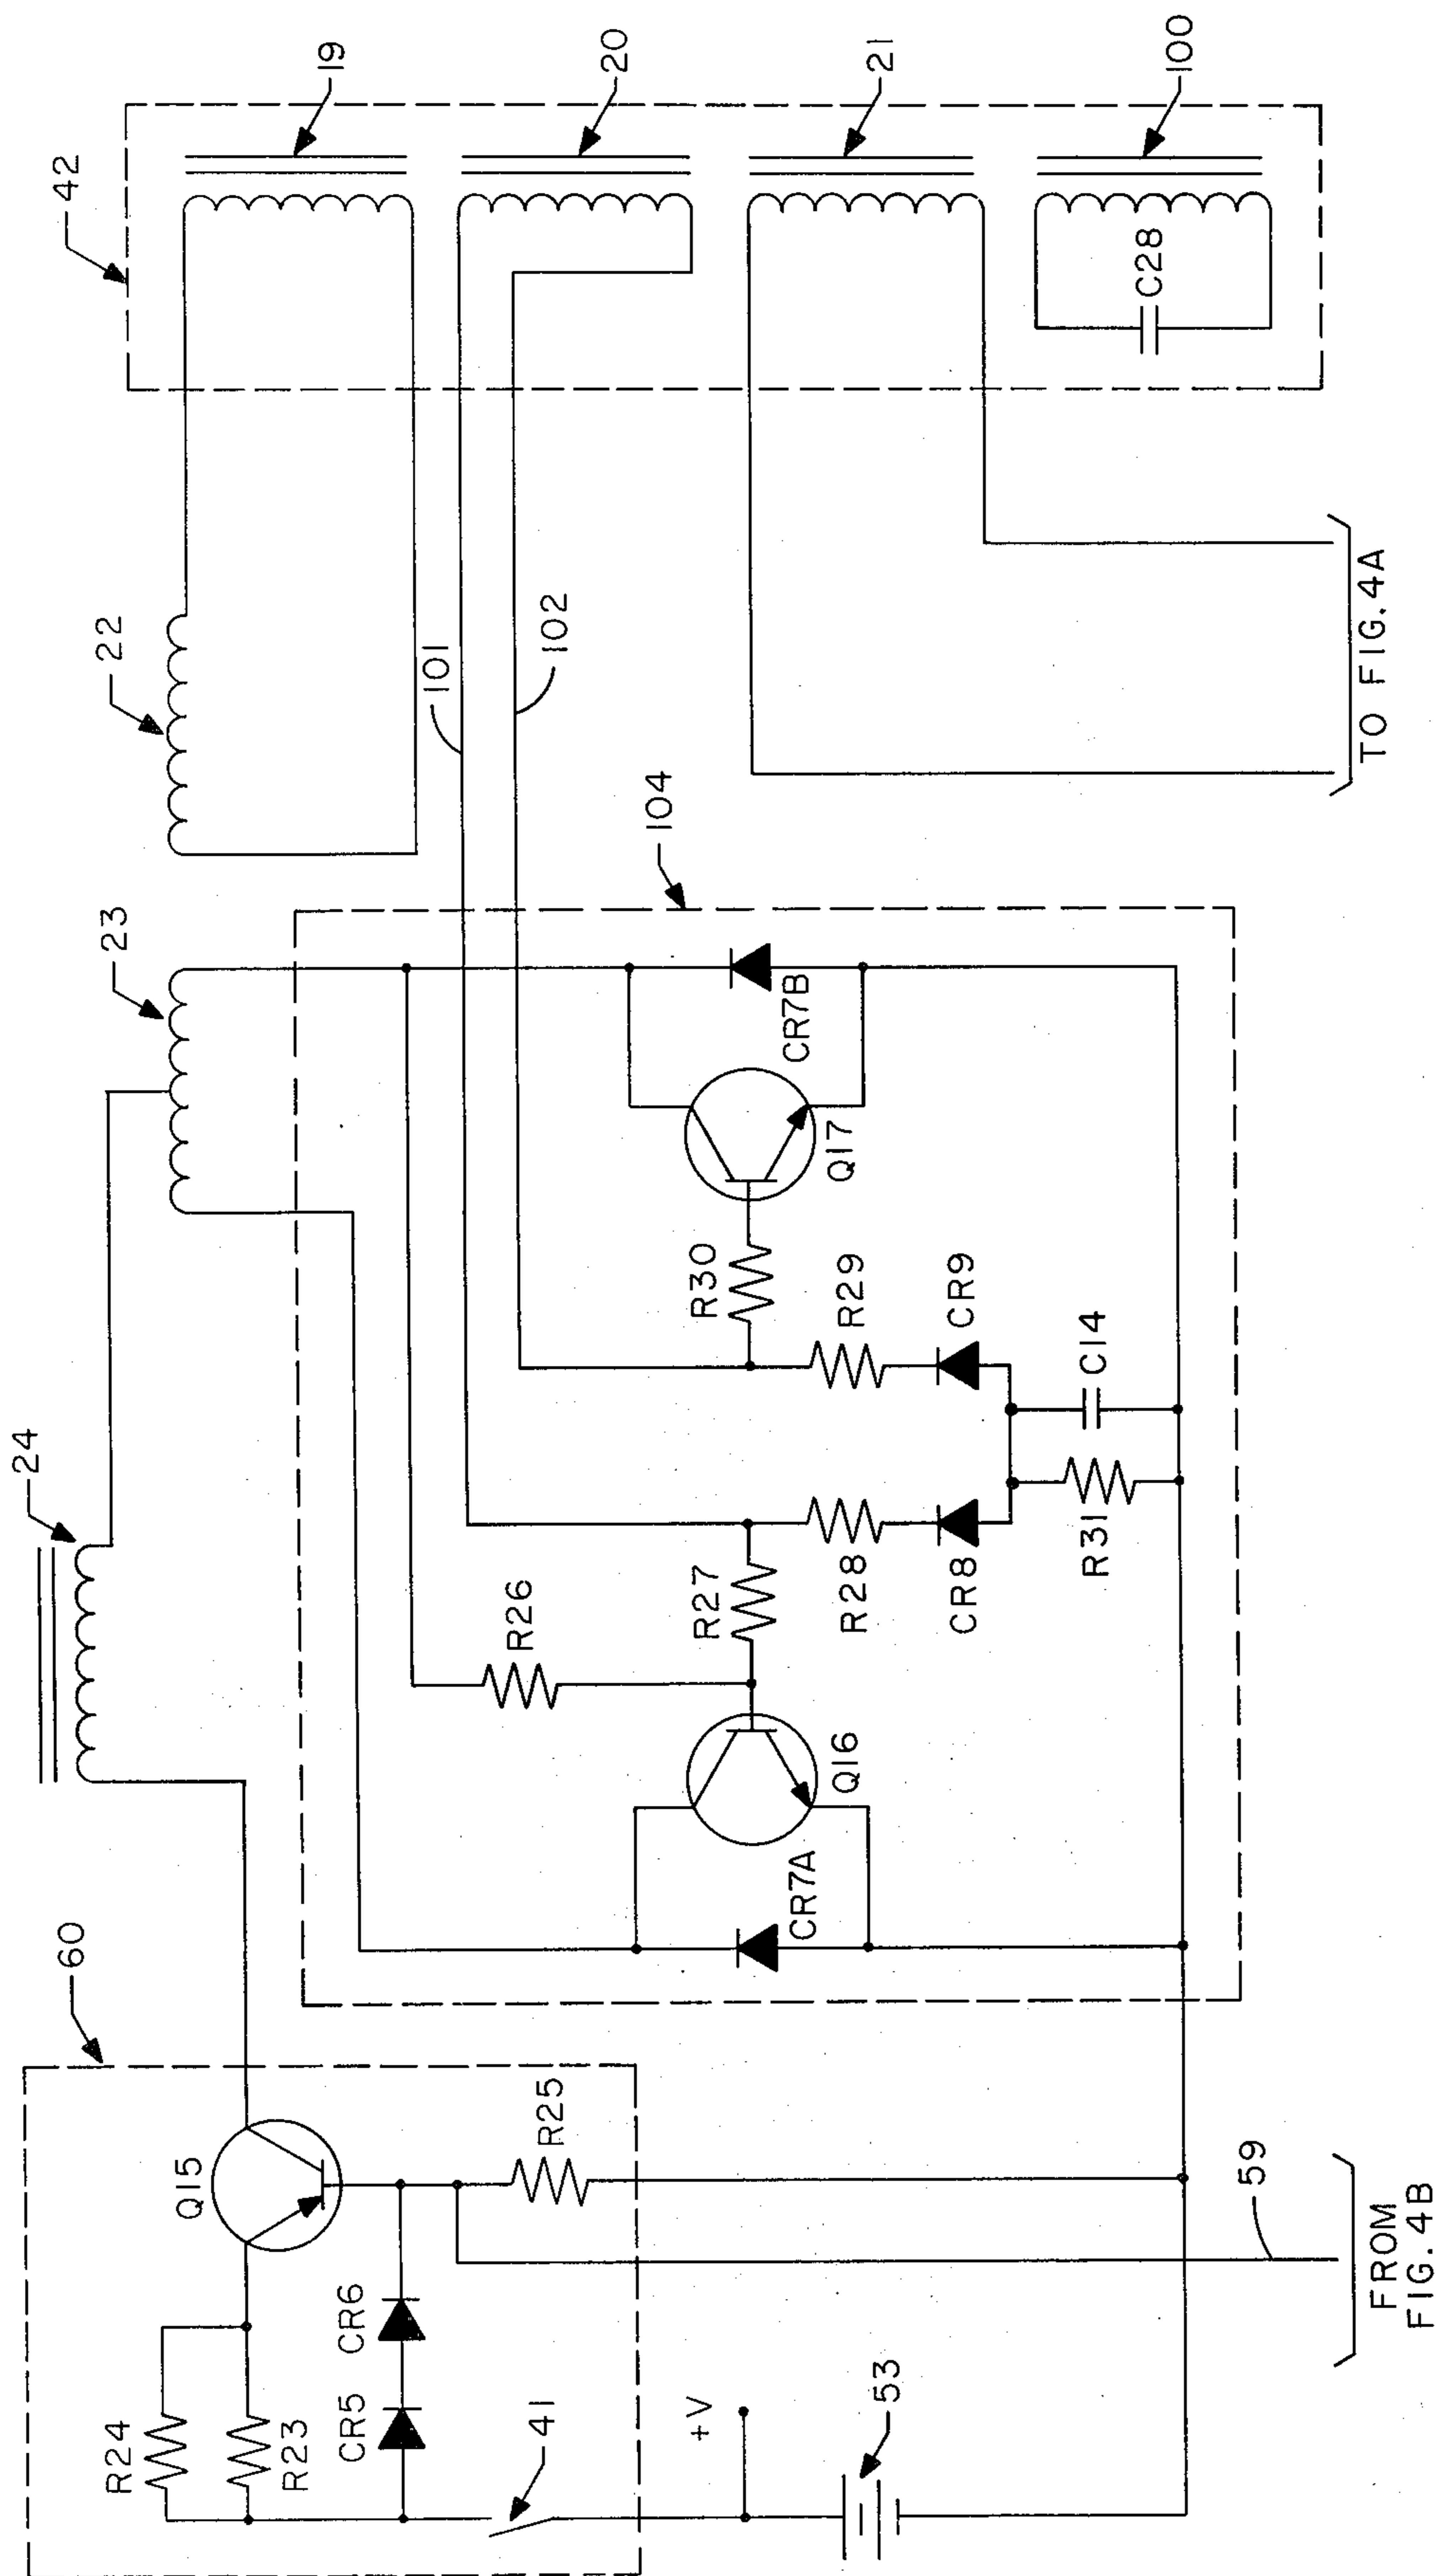 24
23
22
42
19
20
21
100
C28
101
102
104
60
Q15
R24
R23
CR6
CR5
R25
41
+V
53
59
FROM
FIG. 4B
CR7A
Q16
R26
R27
R28
CR8
R31
C14
CR9
R29
R30
Q17
CR7B
TO FIG. 4A